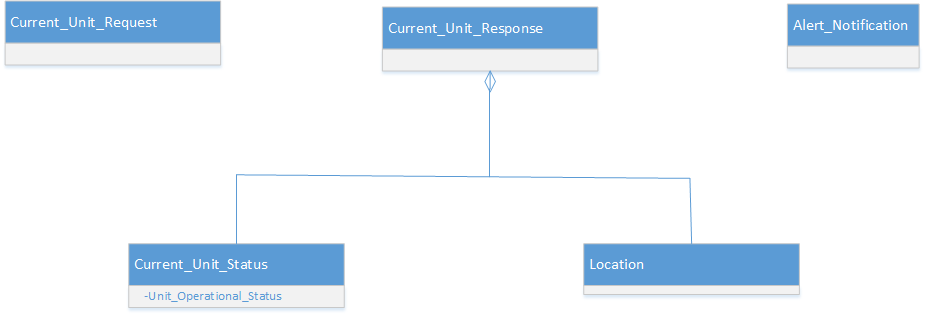 Current_Unit_Request
Current_Unit_Response
Alert_Notification
Current_Unit_Status
-Unit_Operational_Status
Location